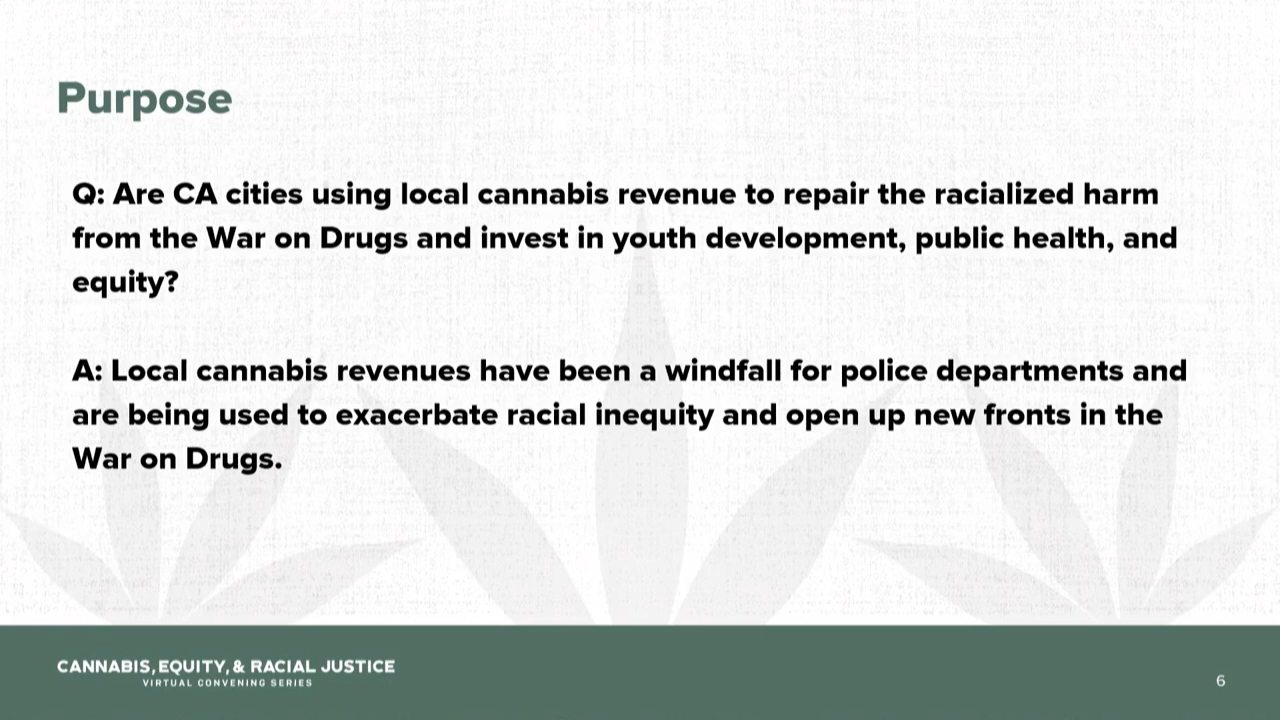 Purpose
Q: Are CA cities using local cannabis revenue to repair the racialized harm
from the War on Drugs and invest in youth development, public health, and
equity?
A: Local cannabis revenues have been a windfall for police departments and
are being used to exacerbate racial inequity and open up new fronts in the
War on Drugs.
CANNABIS, EQUITY, & RACIAL JUSTICE
VIRTUAL CONVENING SERIES
6